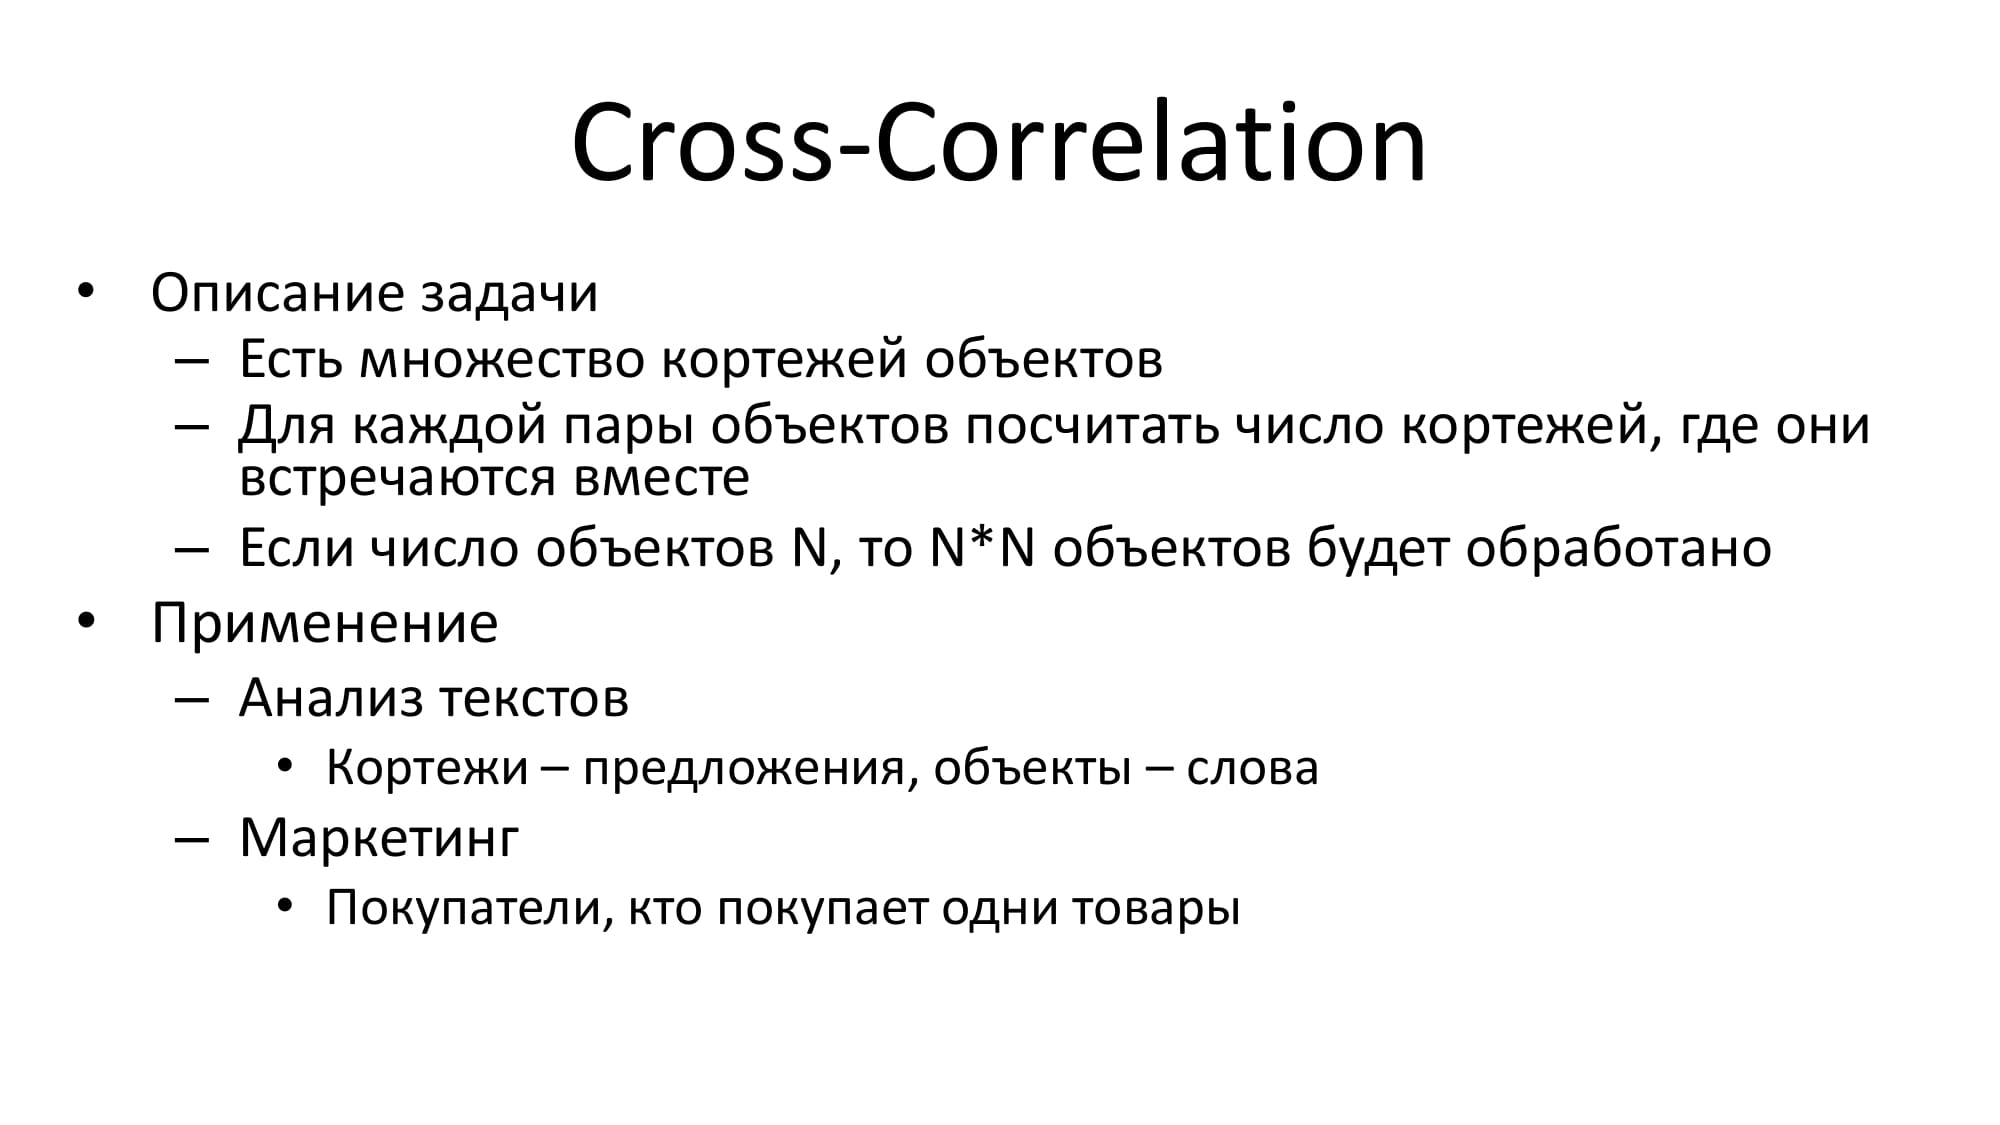 Cross-Correlation
• Описание задачи
– Есть множество кортежей объектов
– Для каждой пары объектов посчитать число кортежей, где они
встречаются вместе
– Если число объектов N, то N*N объектов будет обработано
• Применение
– Анализ текстов
• Кортежи – предложения, объекты – слова
– Маркетинг
• Покупатели, кто покупает одни товары